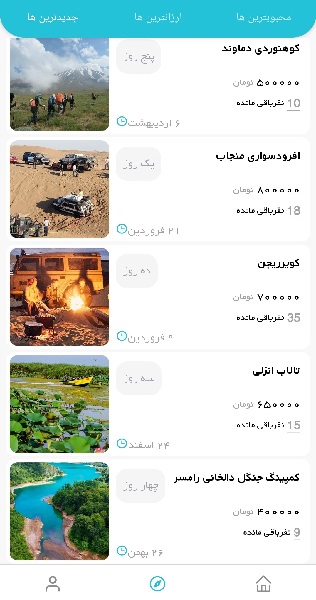 محبوبترین ها
ارزانترین ها
جدیدترین ها
کوهنوردی دماوند
پنج روز
۵۰۰۰۰۰ تومان
10 نفرباقی مانده
۶ اردیبهشت
افرودسواری منجاب
یک روز
۸۰۰۰۰۰ تومان
18 نفرباقی مانده
۲۱ فروردین
کویرریجن
ده روز
۷۰۰۰۰۰ تومان
35 نفرباقی مانده
فروردین
تالاب انزلی
سه روز
۶۵۰۰۰۰ تومان
15 نفرباقی مانده
۲۴ اسفند
کمپینگ جنگل دالخانی رامسر
چهار روز
۴۰۰۰۰۰ تومان
9 نفرباقی مانده
۲۶ بهمن